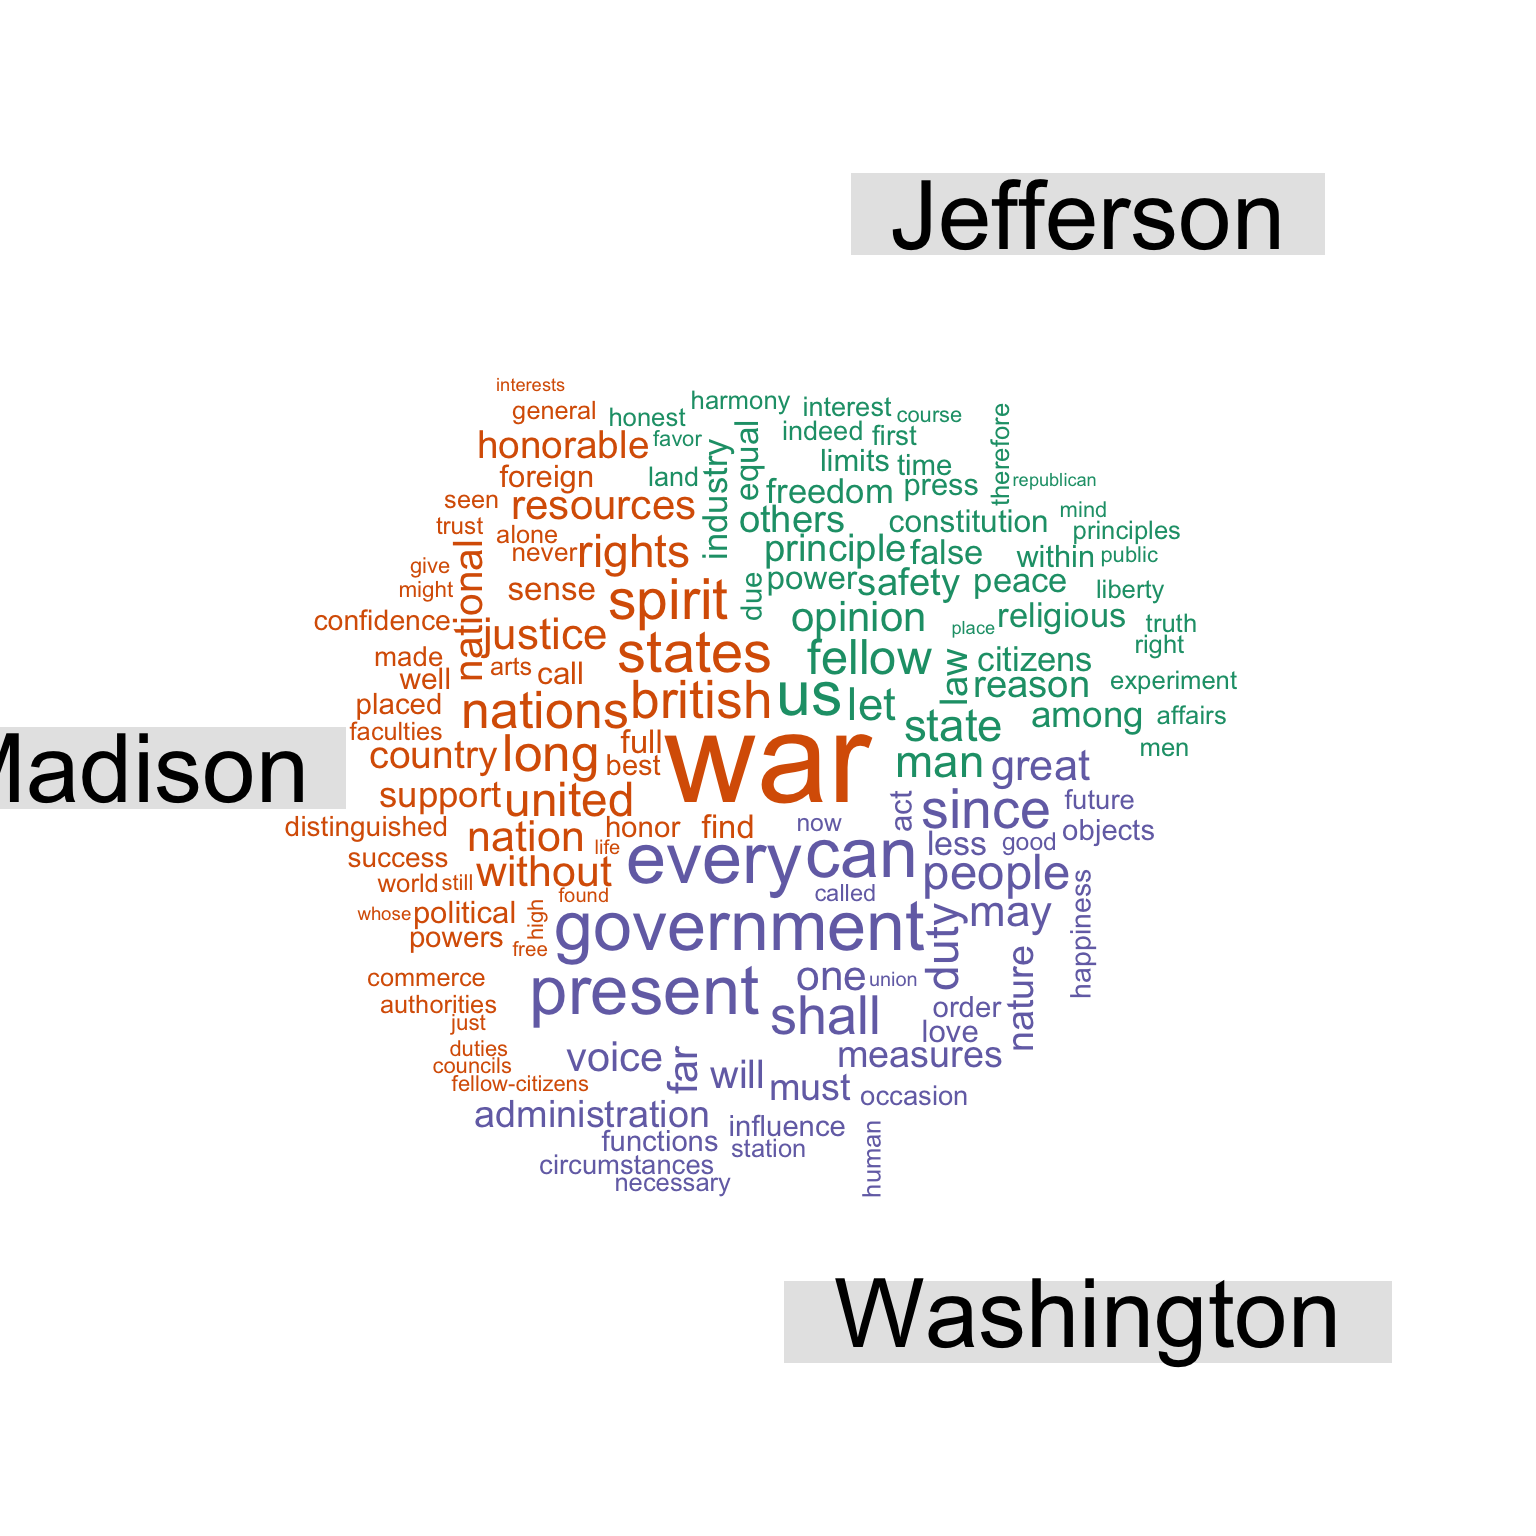 Jefferson
interests
general
honest
harmony
interest
course
honorable
favor
industry
equal
indeed
first
therefore
foreign
land
limits
time
seen
resources
freedom
press
republican
trust
alone
others
constitution
mind
principles
national
never
rights
principle
false
within
public
give
might
sense
spirit
due
power
safety
peace
liberty
confidence
justice
opinion
place
religious
truth
made
well
arts
call
states
fellow
law
citizens
right
placed
nations
british
us
let
reason
experiment
faculties
state
among
affairs
Madison
country
long
full
best
war
man
great
men
support
united
act
since
future
distinguished
nation
honor
find
now
less
good
objects
success
without
life
every
can
people
world
still
found
called
whose
political
high
government
duty
may
happiness
powers
free
commerce
present
one
union
nature
authorities
just
shall
order
love
duties
councils
voice
far
will
measures
fellow-citizens
must
occasion
administration
functions
influence
station
human
circumstances
necessary
Washington